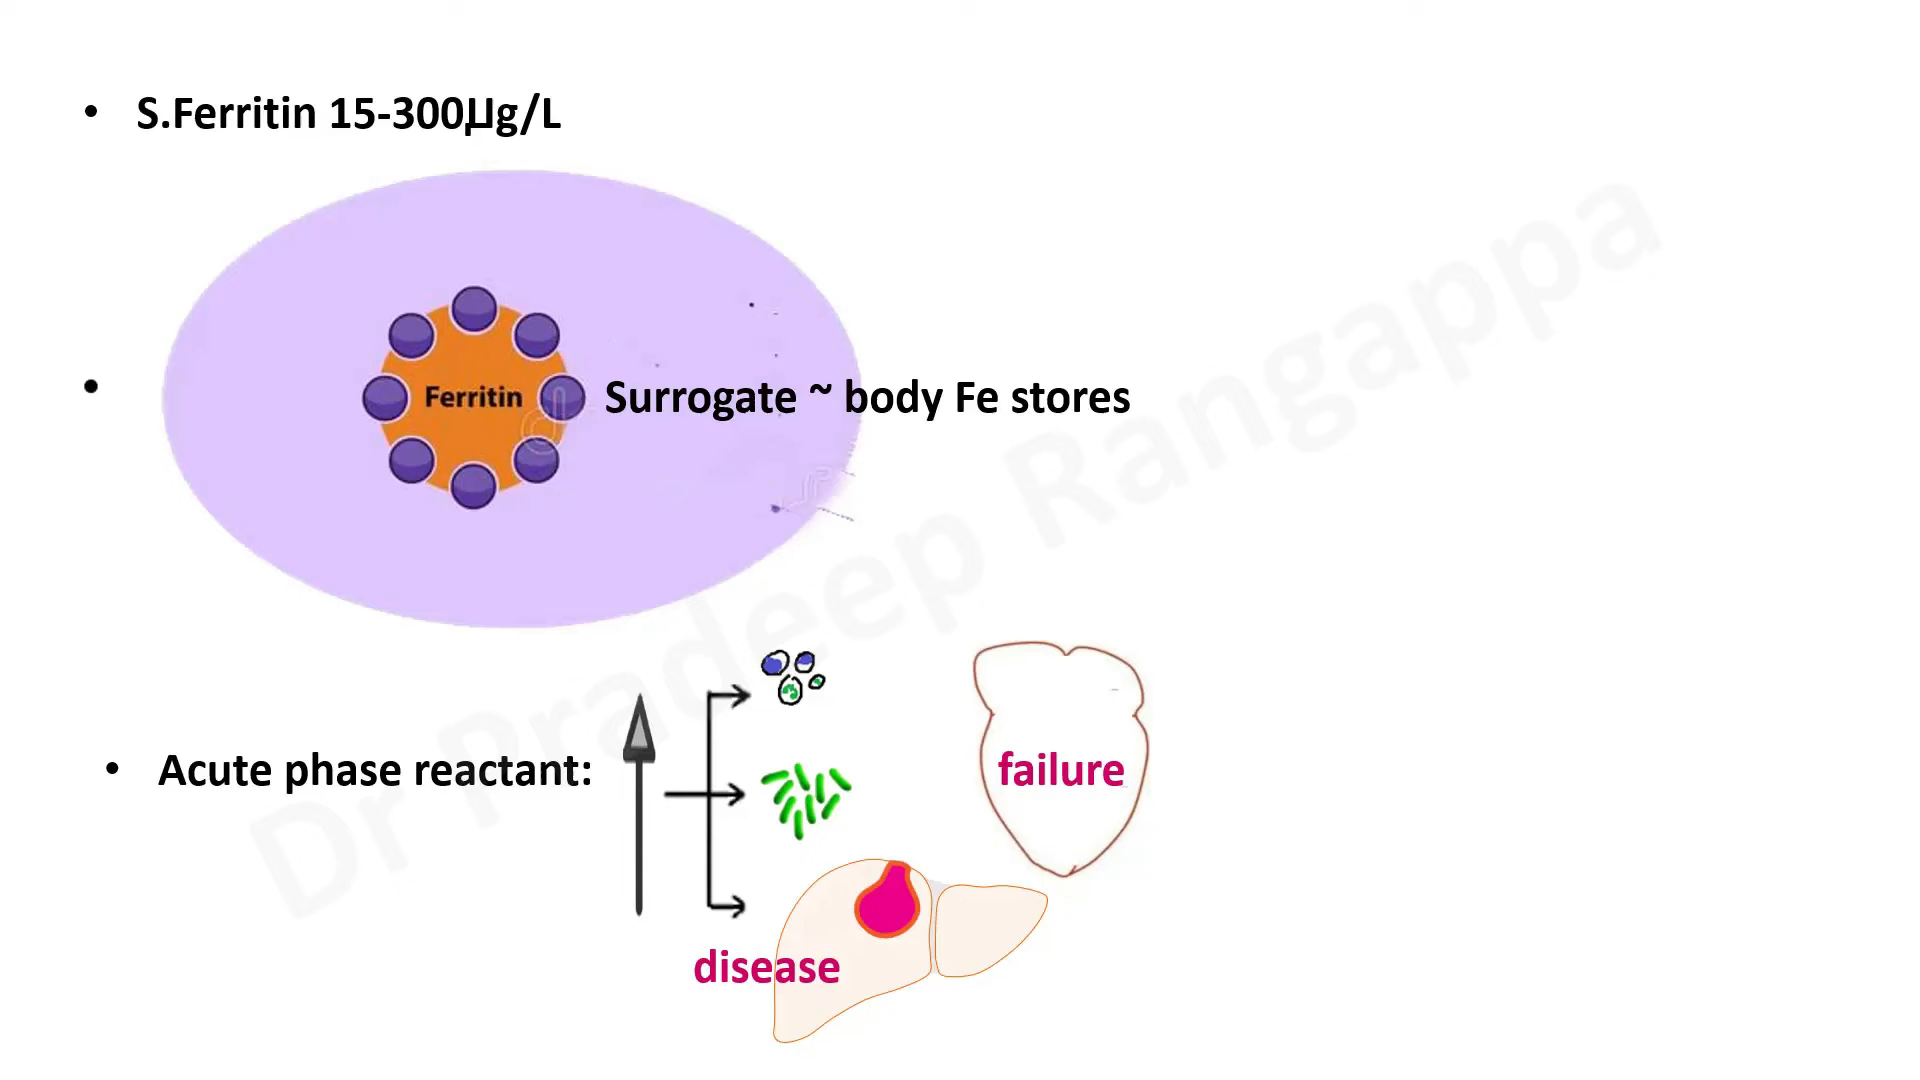 • S.Ferritin 15-300µg/L
Ferritin
• Surrogate ~ body Fe stores
• Acute phase reactant:
failure
disease
Dr Pradeep Rangappa